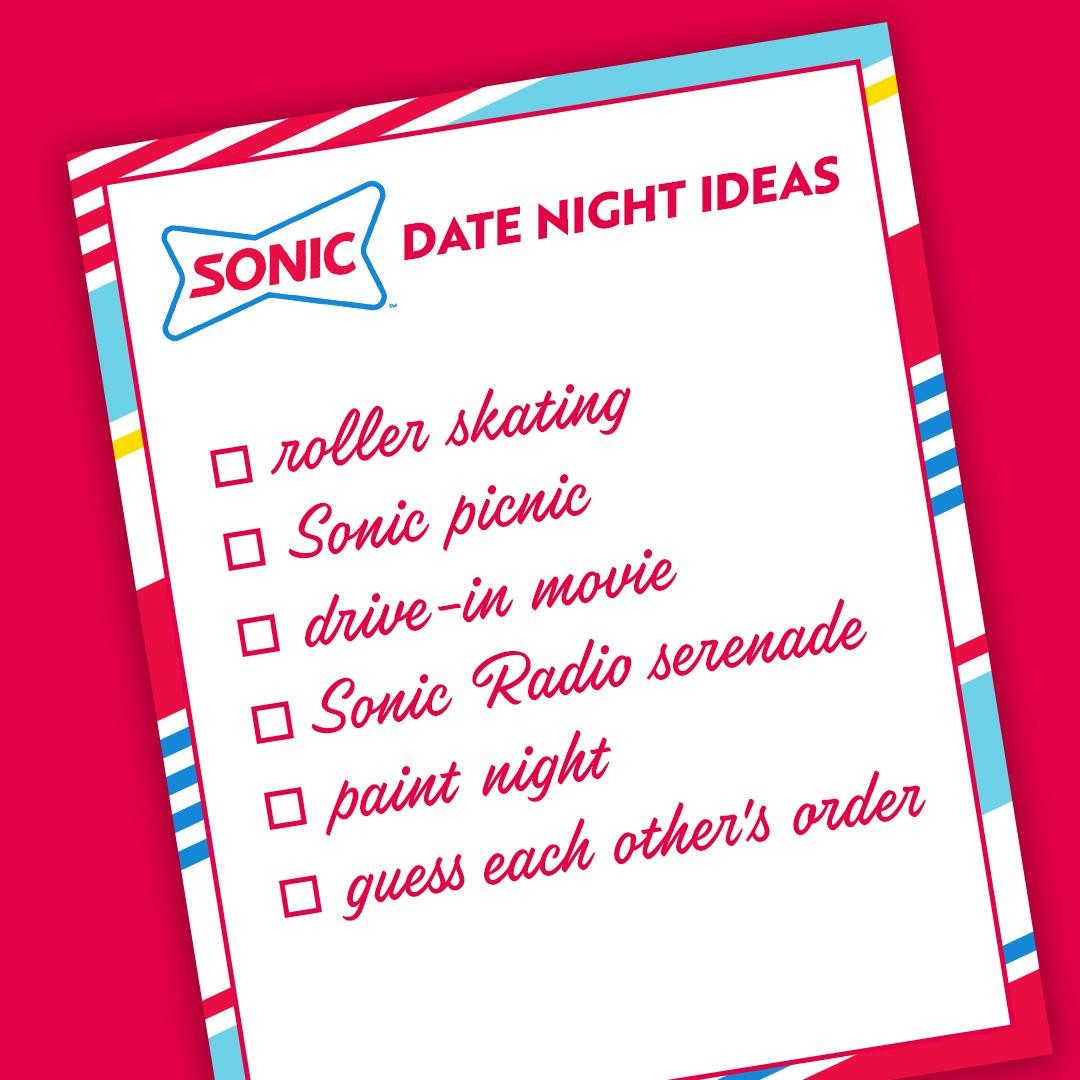 SONIC DATE NIGHT IDEAS
roller skating
Sonic picnic
drive-in movie
Sonic Radio serenade
paint night
guess each other's order